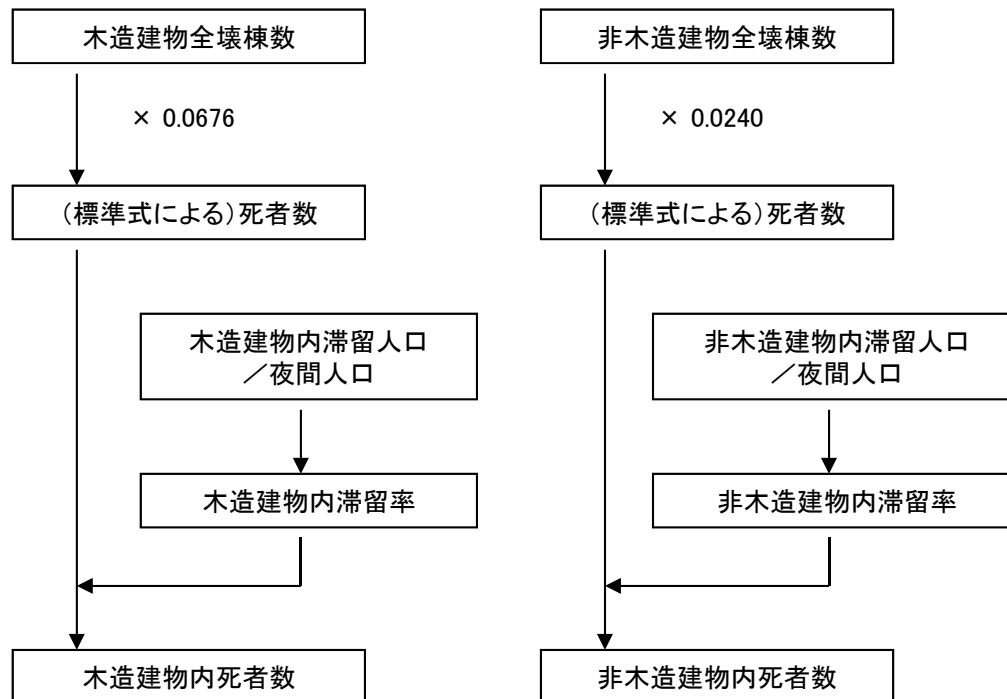 木造建物全壊棟数
× 0.0676
(標準式による)死者数
木造建物内滞留人口
／夜間人口
木造建物内滞留率
木造建物内死者数
非木造建物全壊棟数
× 0.0240
(標準式による)死者数
非木造建物内滞留人口
／夜間人口
非木造建物内滞留率
非木造建物内死者数